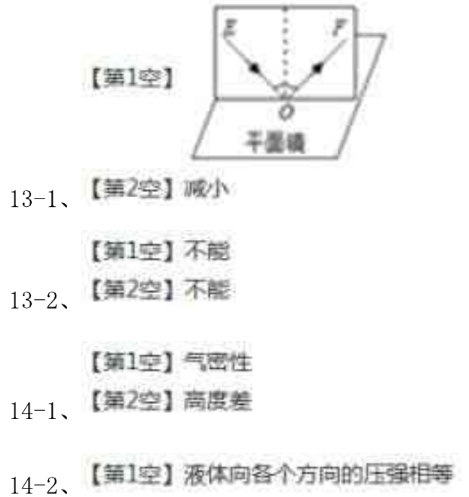 【第1空】
E F
O
平面镜
13-1、【第2空】减小
【第1空】不能
13-2、【第2空】不能
【第1空】气密性
14-1、【第2空】高度差
14-2、【第1空】液体向各个方向的压强相等